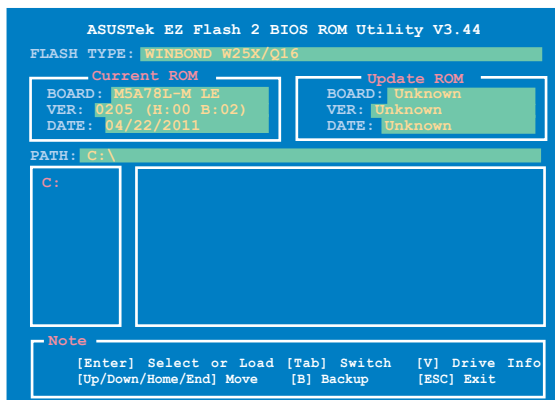 ASUSTek EZ Flash 2 BIOS ROM Utility V3.44
FLASH TYPE: WINBOND W25X/Q16
Current ROM
BOARD: M5A78L-M LE
VER: 0205 (H:00 B:02)
DATE: 04/22/2011
Update ROM
BOARD: Unknown
VER: Unknown
DATE: Unknown
PATH: C:\
C:
Note
[Enter] Select or Load [Tab] Switch [V] Drive Info
[Up/Down/Home/End] Move [B] Backup [ESC] Exit